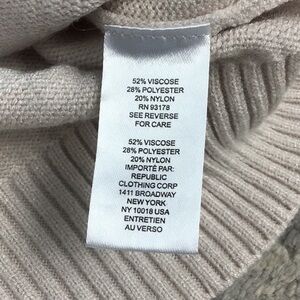 52% VISCOSE
28% POLYESTER
20% NYLON
RN 93178
SEE REVERSE
FOR CARE
52% VISCOSE
28% POLYESTER
20% NYLON
IMPORTÉ PAR:
REPUBLIC
CLOTHING CORP
1411 BROADWAY
NEW YORK
NY 10018 USA
ENTRETIEN
AU VERSO